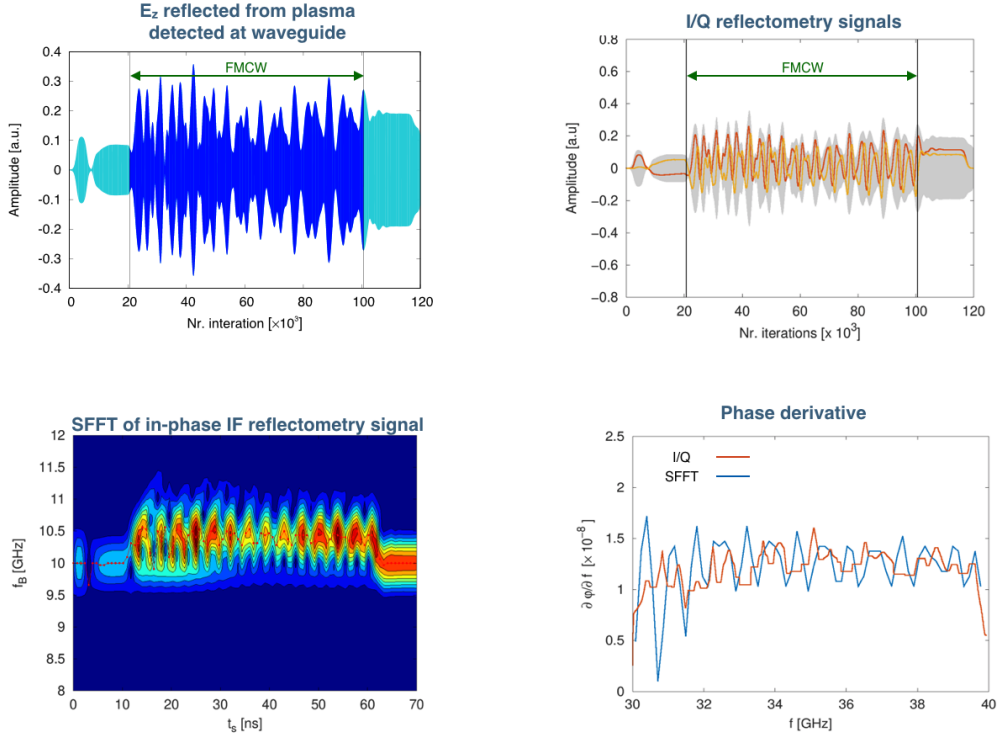 E_z reflected from plasma
detected at waveguide
FMCW
0.4
0.3
0.2
0.1
0
-0.1
-0.2
-0.3
-0.4
Amplitude [a.u.]
0 20 40 60 80 100 120
Nr. interation [×10³]
I/Q reflectometry signals
FMCW
0.8
0.6
0.4
0.2
0
−0.2
−0.4
−0.6
−0.8
Amplitude [a.u]
0 20 40 60 80 100 120
Nr. iterations [x 10³]
SFFT of in-phase IF reflectometry signal
12
11.5
11
10.5
10
9.5
9
8.5
8
f_B [GHz]
0 10 20 30 40 50 60 70
t_s [ns]
Phase derivative
I/Q
SFFT
2.5
2
1.5
1
0.5
0
∂ φ/∂ f [× 10⁻⁸ ]
30 32 34 36 38 40
f [GHz]